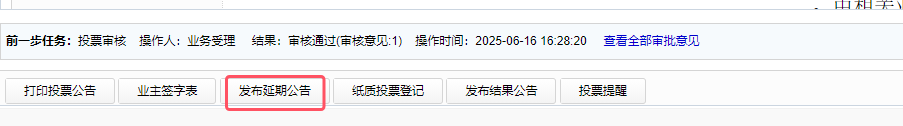 前一步任务：投票审核 操作人：业务受理 结果：审核通过(审核意见:1) 操作时间：2025-06-16 16:28:20 查看全部审批意见
打印投票公告 业主签字表 发布延期公告 纸质投票登记 发布结果公告 投票提醒